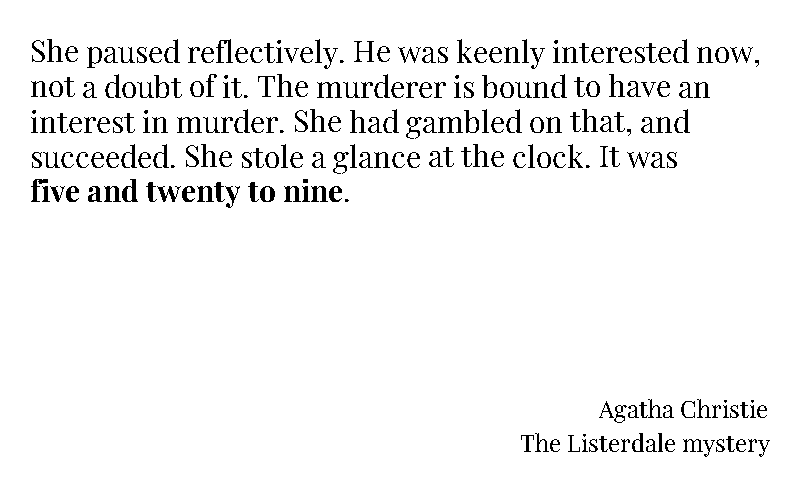 She paused reflectively. He was keenly interested now,
not a doubt of it. The murderer is bound to have an
interest in murder. She had gambled on that, and
succeeded. She stole a glance at the clock. It was
five and twenty to nine.
Agatha Christie
The Listerdale mystery